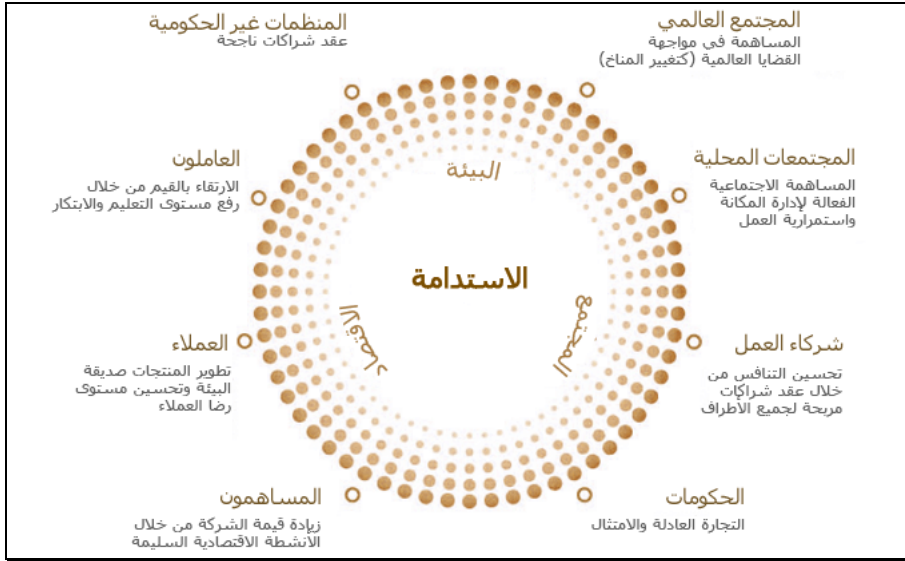 المجتمع العالمي
المساهمة في مواجهة
القضايا العالمية (كتغيير المناخ)
المجتمعات المحلية
المساهمة الاجتماعية
الفعالة لإدارة المكانة
واستمرارية العمل
شركاء العمل
تحسين التنافس من
خلال عقد شراكات
مربحة لجميع الأطراف
الحكومات
التجارة العادلة والامتثال
المنظمات غير الحكومية
عقد شراكات ناجحة
العاملون
الارتقاء بالقيم من خلال
رفع مستوى التعليم والابتكار
العملاء
تطوير المنتجات صديقة
البيئة وتحسين مستوى
رضا العملاء
المساهمون
زيادة قيمة الشركة من خلال
الأنشطة الاقتصادية السليمة
البيئة
الاستدامة
المجتمع
الاقتصاد